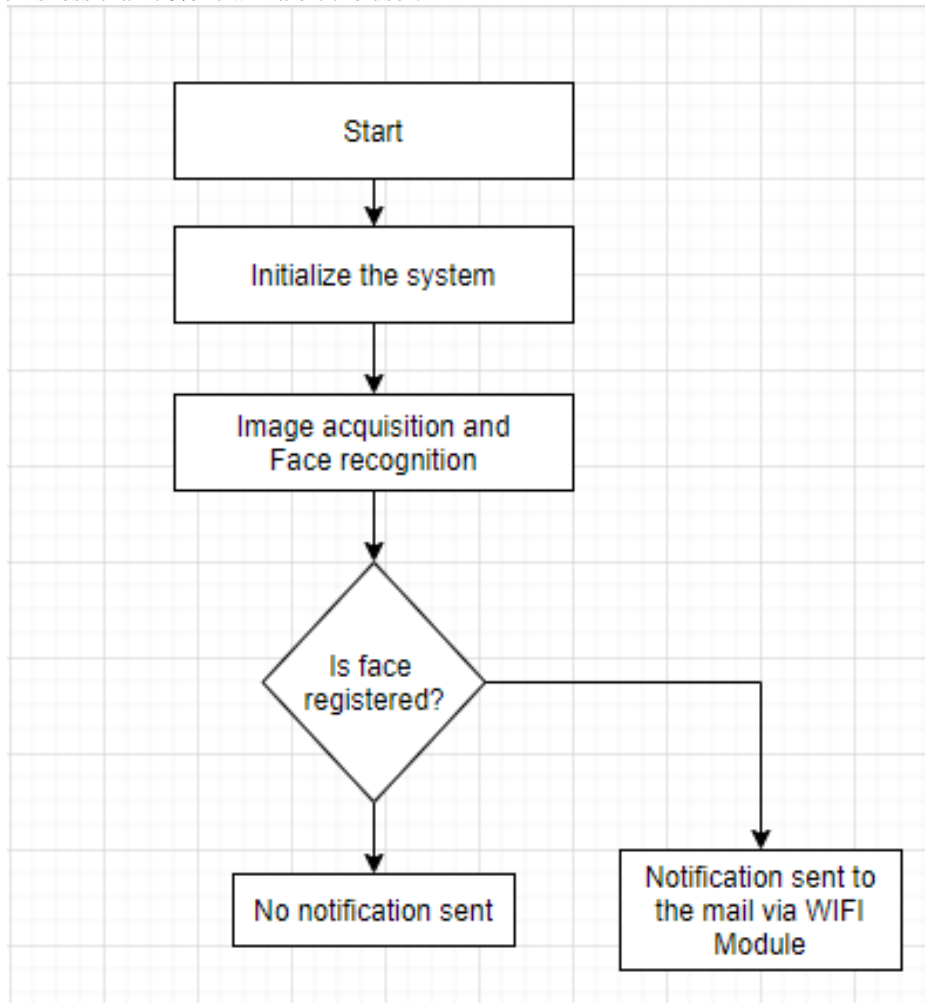 Start
Initialize the system
Image acquisition and
Face recognition
Is face
registered?
No notification sent
Notification sent to
the mail via WIFI
Module